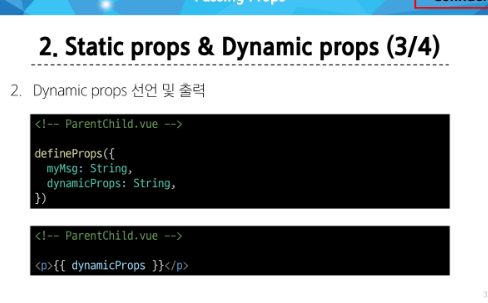 Passing Props
2. Static props & Dynamic props (3/4)
2. Dynamic props 선언 및 출력
<!-- ParentChild.vue -->
defineProps({
  myMsg: String,
  dynamicProps: String,
})
<!-- ParentChild.vue -->
<p>{{ dynamicProps }}</p>